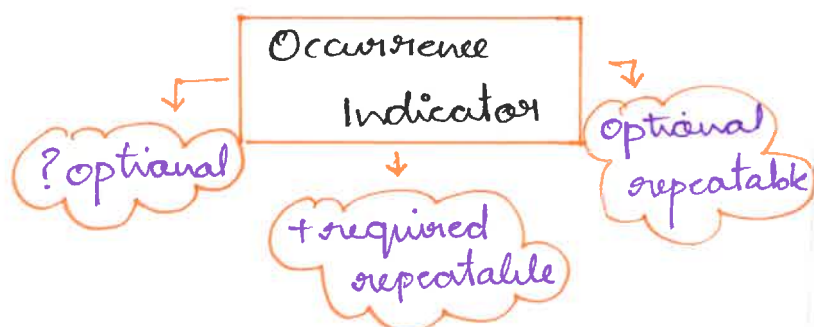 Occurrence
Indicator
? optional
+ required
repeatable
optional
repeatable